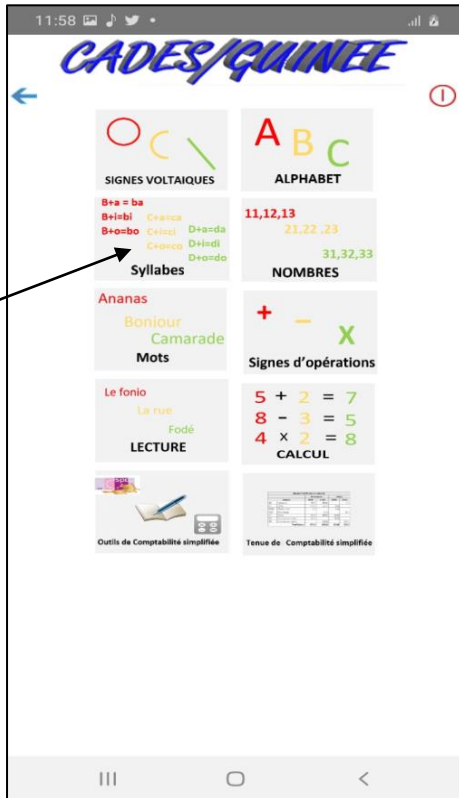 11:58
CADES/GUINEE
SIGNES VOLTAIQUES
A B C
ALPHABET
B+a = ba
B+i=bi C+a=ca
B+o=bo C+i=ci D+a=da
C+o=co D+i=di
D+o=do
Syllabes
11,12,13
21.22 .23
31,32,33
NOMBRES
Ananas
Bonjour
Camarade
Mots
+ − X
Signes d'opérations
Le fonio
La rue
Fodé
LECTURE
5 + 2 = 7
8 - 3 = 5
4 × 2 = 8
CALCUL
Outils de Comptabilité simplifiée
Tenue de Comptabilité simplifiée